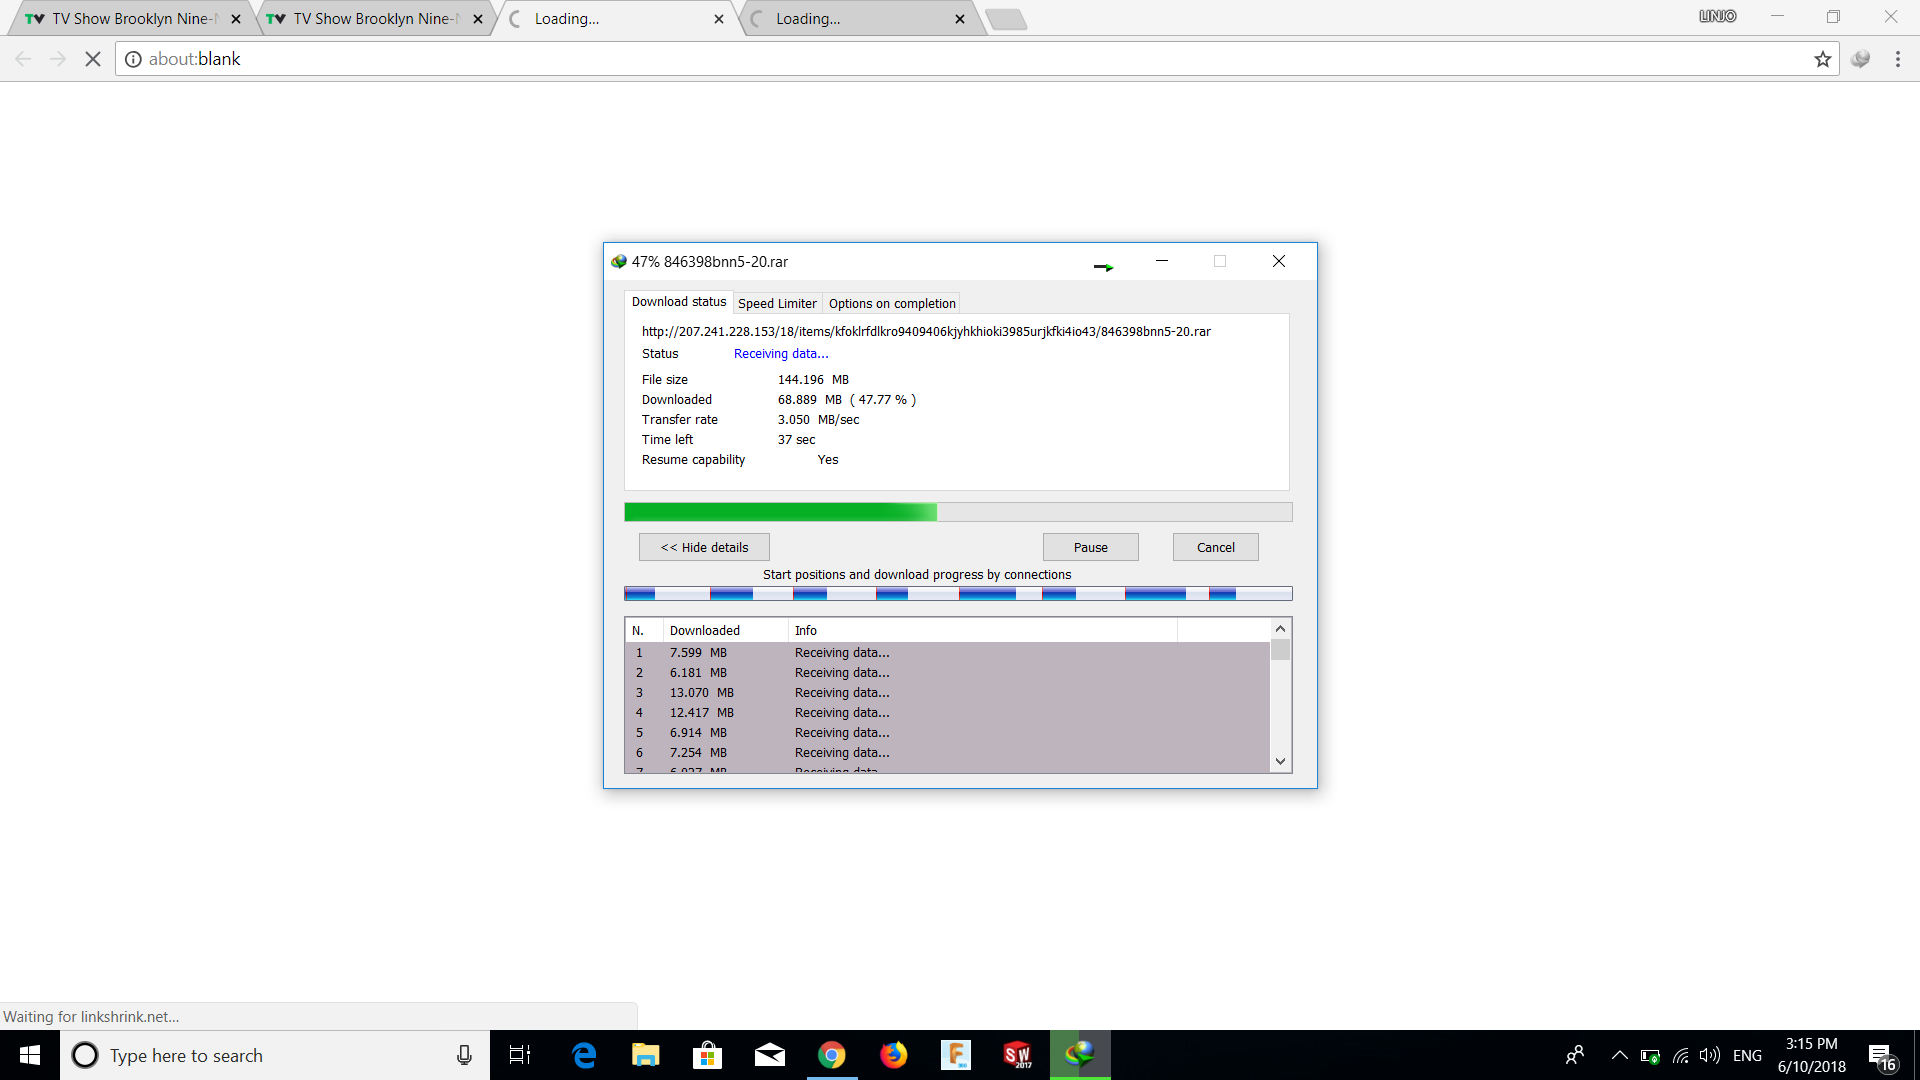 TV Show Brooklyn Nine-
TV Show Brooklyn Nine-
Loading...
Loading...
LINJO
about:blank
47% 846398bnn5-20.rar
Download status
Speed Limiter
Options on completion
http://207.241.228.153/18/items/kfoklrfdlkro9409406kjyhkhioki3985urjkfki4io43/846398bnn5-20.rar
Status Receiving data...
File size 144.196 MB
Downloaded 68.889 MB ( 47.77 % )
Transfer rate 3.050 MB/sec
Time left 37 sec
Resume capability Yes
<< Hide details
Pause
Cancel
Start positions and download progress by connections
N. Downloaded Info
1 7.599 MB Receiving data...
2 6.181 MB Receiving data...
3 13.070 MB Receiving data...
4 12.417 MB Receiving data...
5 6.914 MB Receiving data...
6 7.254 MB Receiving data...
Receiving data...
Waiting for linkshrink.net...
Type here to search
SW
2017
ENG
3:15 PM
6/10/2018
16